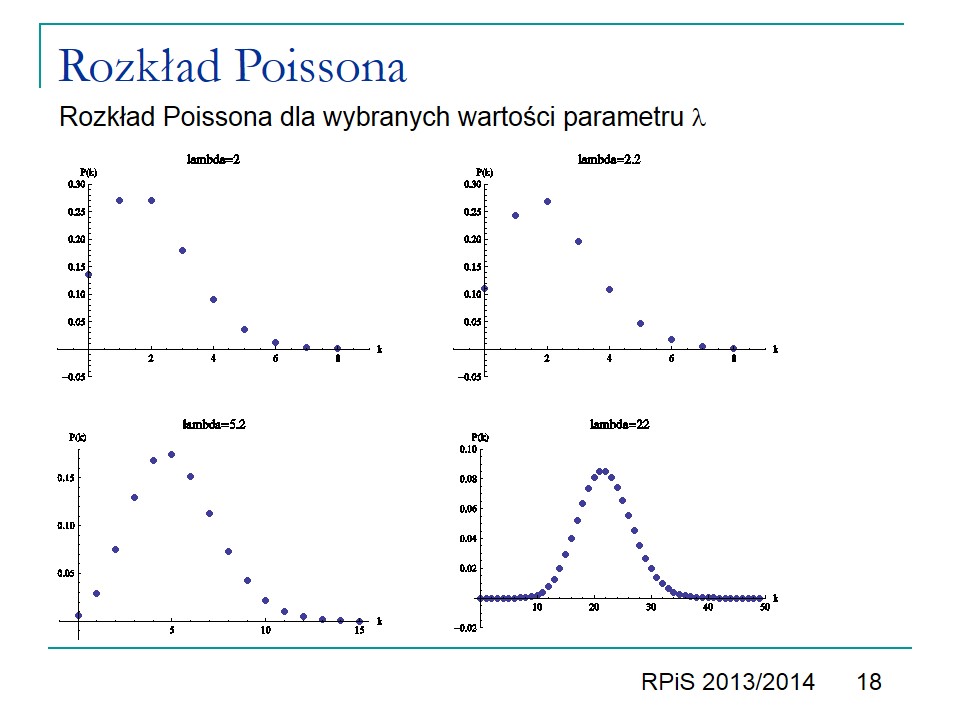 Rozkład Poissona
Rozkład Poissona dla wybranych wartości parametru λ
lambda=2
P(k)
0.30
0.25
0.20
0.15
0.10
0.05
−0.05
2 4 6 8 k
lambda=2.2
P(k)
0.30
0.25
0.20
0.15
0.10
0.05
−0.05
2 4 6 8 k
lambda=5.2
P(k)
0.15
0.10
0.05
5 10 15 k
lambda=22
P(k)
0.10
0.08
0.06
0.04
0.02
−0.02
10 20 30 40 50 k
RPiS 2013/2014 18